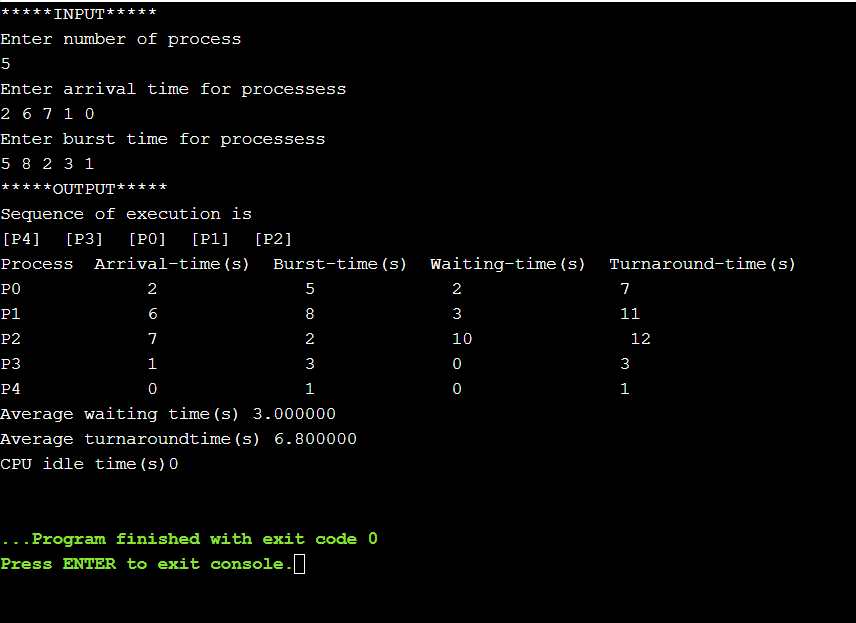 *****INPUT*****
Enter number of process
5
Enter arrival time for processess
2 6 7 1 0
Enter burst time for processess
5 8 2 3 1
*****OUTPUT*****
Sequence of execution is
[P4]  [P3]  [P0]  [P1]  [P2]
Process  Arrival-time(s)  Burst-time(s)  Waiting-time(s)  Turnaround-time(s)
P0            2              5             2               7
P1            6              8             3               11
P2            7              2             10               12
P3            1              3             0               3
P4            0              1             0               1
Average waiting time(s) 3.000000
Average turnaroundtime(s) 6.800000
CPU idle time(s)0
...Program finished with exit code 0
Press ENTER to exit console.